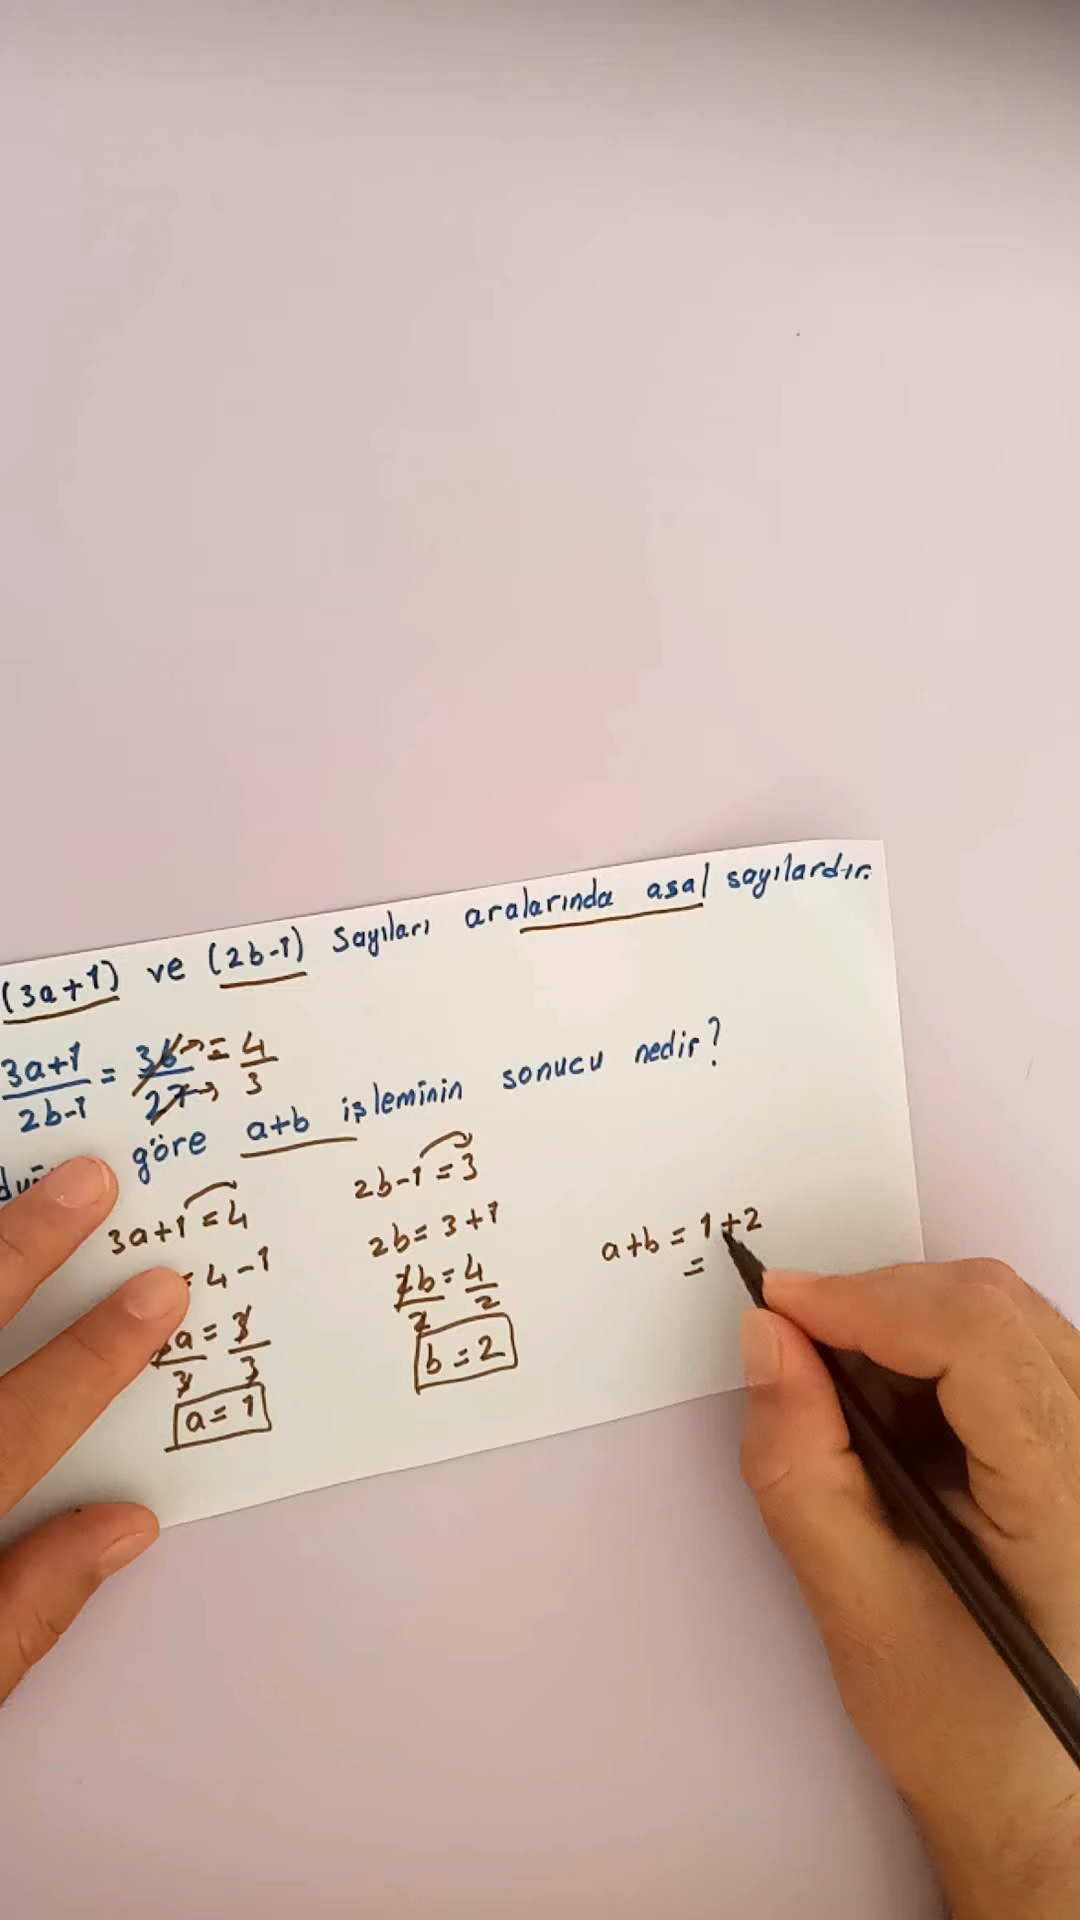 (3a+1) ve (2b-1) sayıları aralarında asal sayılardır.
3a+1/2b-1 = 36/27 = 4/3
göre a+b işleminin sonucu nedir?
3a+1=4
= 4-1
a = 3
3 3
a=1
2b-1=3
2b=3+1
2b=4
2 2
b=2
a+b=1+2
=